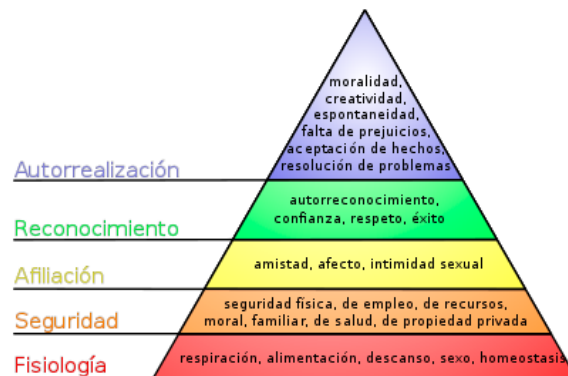 moralidad,
creatividad,
espontaneidad,
falta de prejuicios,
aceptación de hechos,
resolución de problemas
Autorrealización
autorreconocimiento,
confianza, respeto, éxito
Reconocimiento
amistad, afecto, intimidad sexual
Afiliación
seguridad física, de empleo, de recursos,
moral, familiar, de salud, de propiedad privada
Seguridad
respiración, alimentación, descanso, sexo, homeostasis
Fisiología